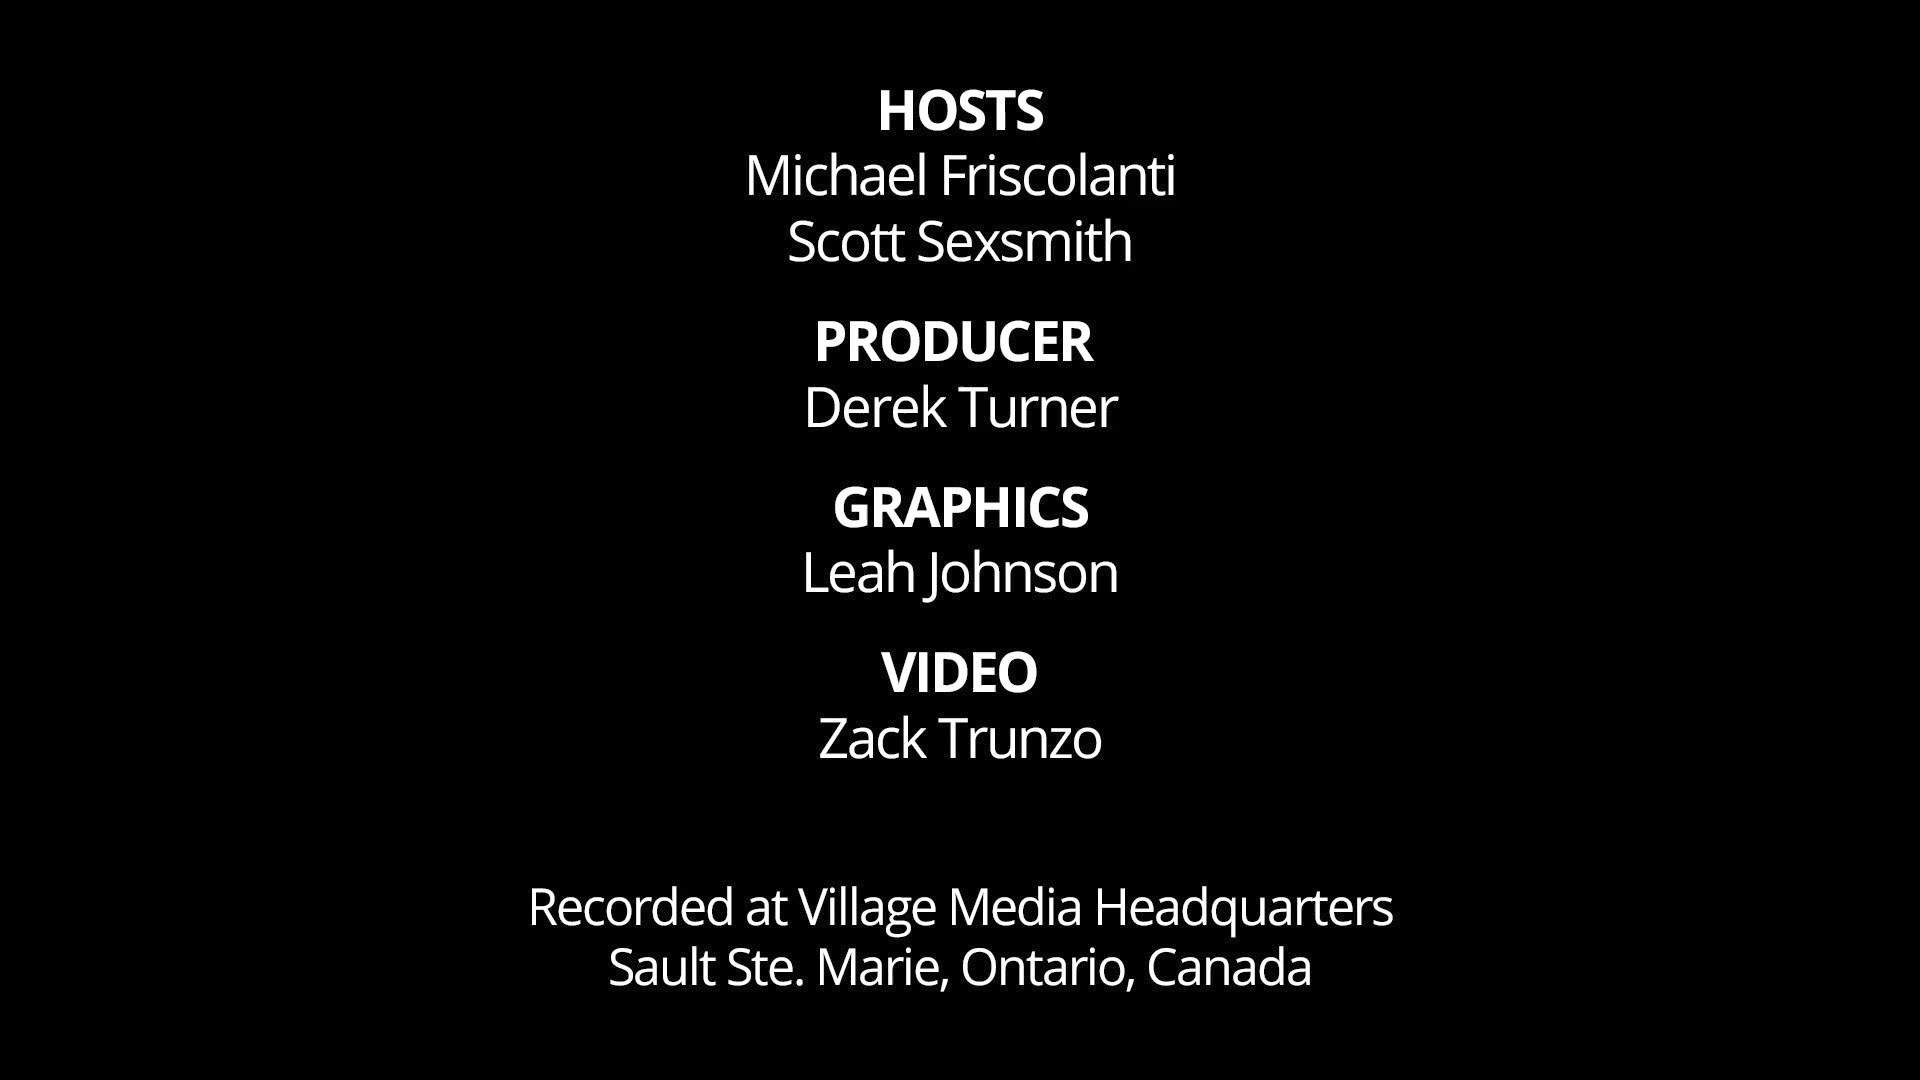 HOSTS
Michael Friscolanti
Scott Sexsmith
PRODUCER
Derek Turner
GRAPHICS
Leah Johnson
VIDEO
Zack Trunzo
Recorded at Village Media Headquarters
Sault Ste. Marie, Ontario, Canada